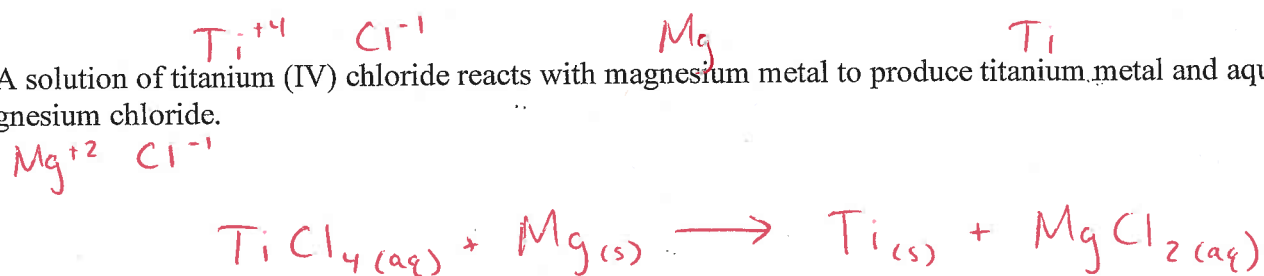 Ti+4 Cl-1 Mg Ti
A solution of titanium (IV) chloride reacts with magnesium metal to produce titanium metal and aqu
gnesium chloride.
Mg+2 Cl-1
TiCl4(aq) + Mg(s) → Ti(s) + MgCl2(aq)